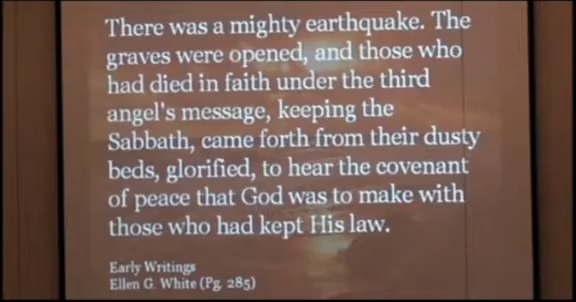 There was a mighty earthquake. The
graves were opened, and those who
had died in faith under the third
angel's message, keeping the
Sabbath, came forth from their dusty
beds, glorified, to hear the covenant
of peace that God was to make with
those who had kept His law.
Early Writings
Ellen G. White (Pg. 285)